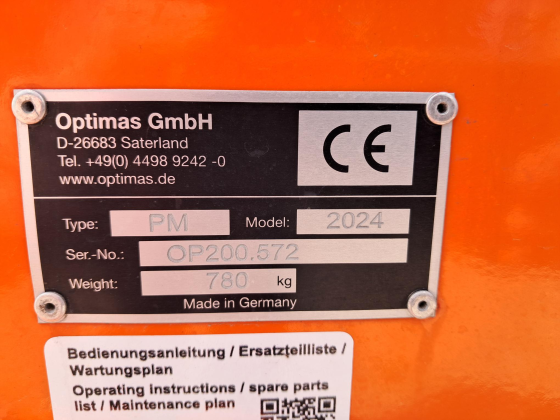 Optimas GmbH
D-26683 Saterland
Tel. +49(0) 4498 9242 -0
www.optimas.de
CE
Type: PM Model: 2024
Ser.-No.: OP200.572
Weight: 780 kg
Made in Germany
Bedienungsanleitung / Ersatzteilliste /
Wartungsplan
Operating instructions / spare parts
list / Maintenance plan